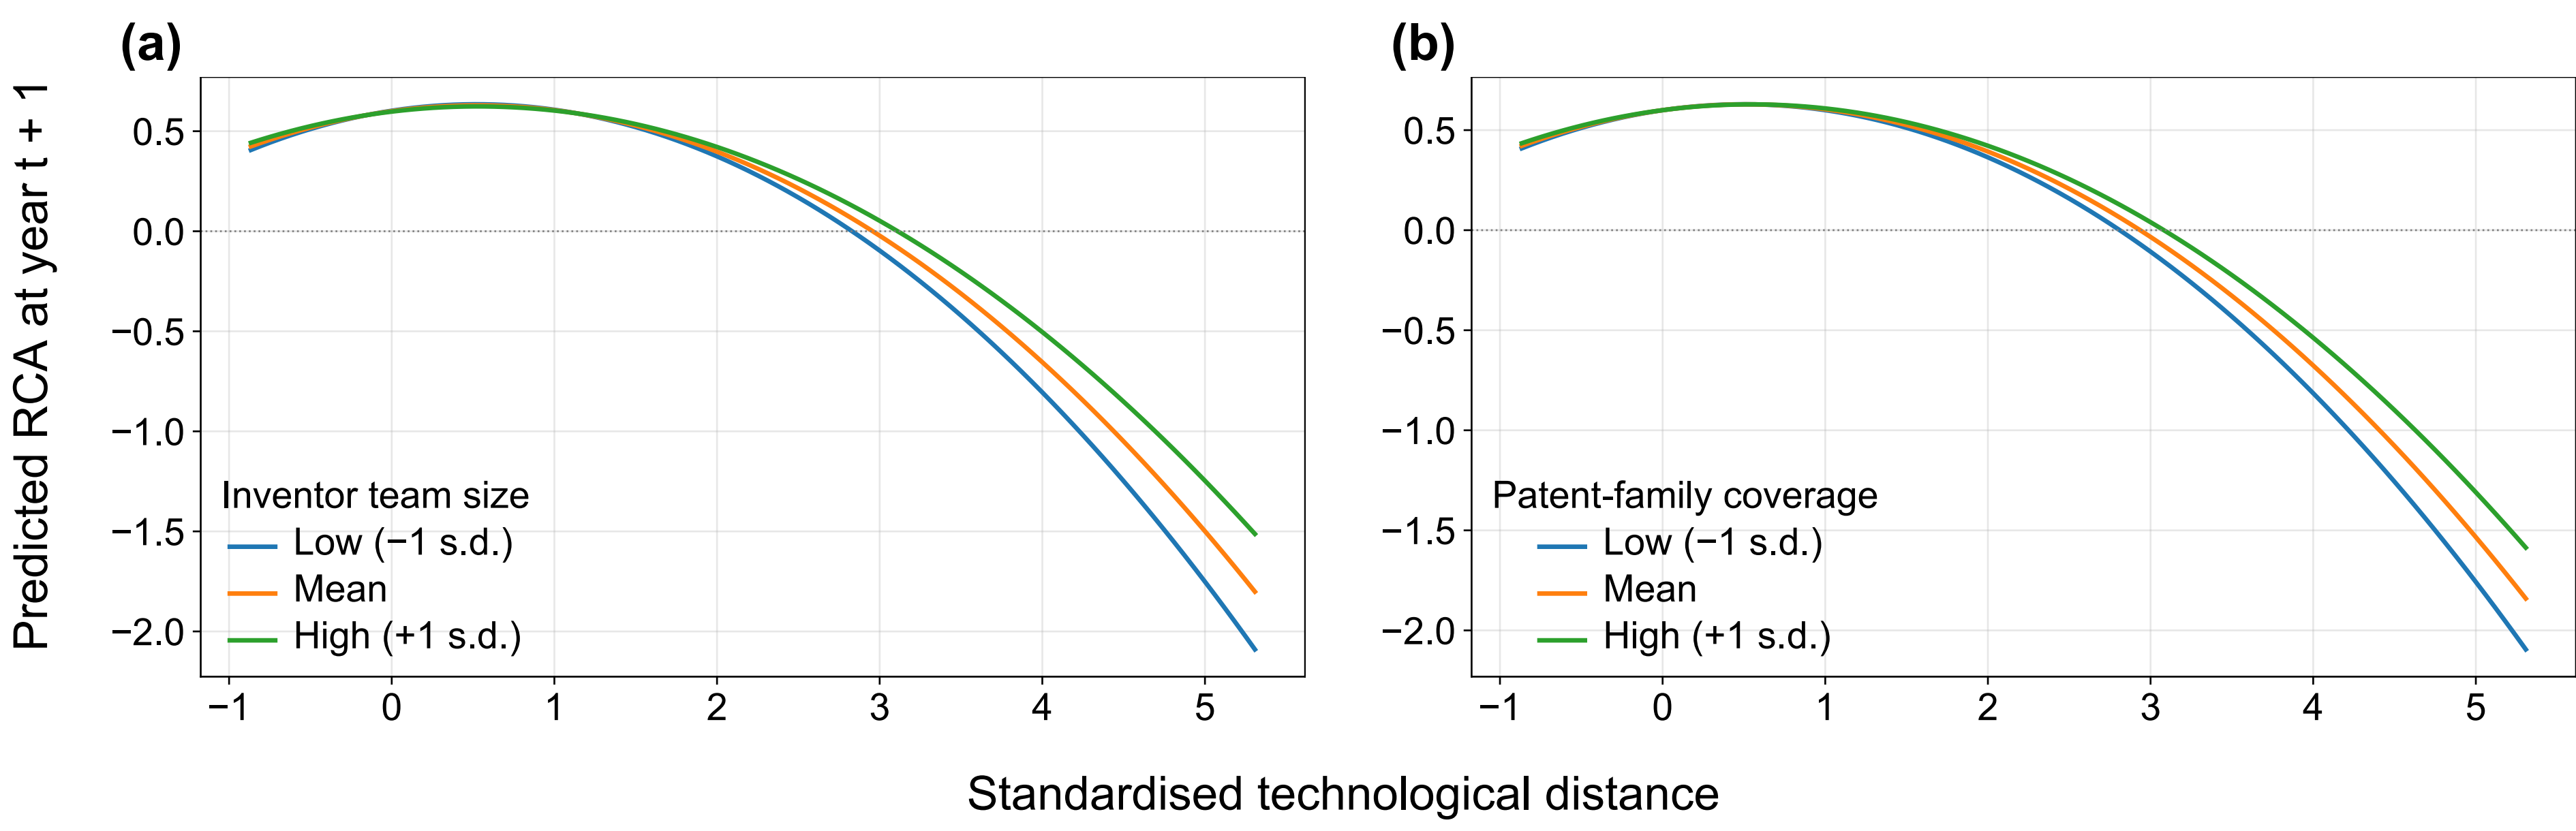 (a)
Predicted RCA at year t + 1
0.5
0.0
−0.5
−1.0
−1.5
−2.0
Inventor team size
Low (−1 s.d.)
Mean
High (+1 s.d.)
−1 0 1 2 3 4 5
(b)
0.5
0.0
−0.5
−1.0
−1.5
−2.0
Patent-family coverage
Low (−1 s.d.)
Mean
High (+1 s.d.)
−1 0 1 2 3 4 5
Standardised technological distance